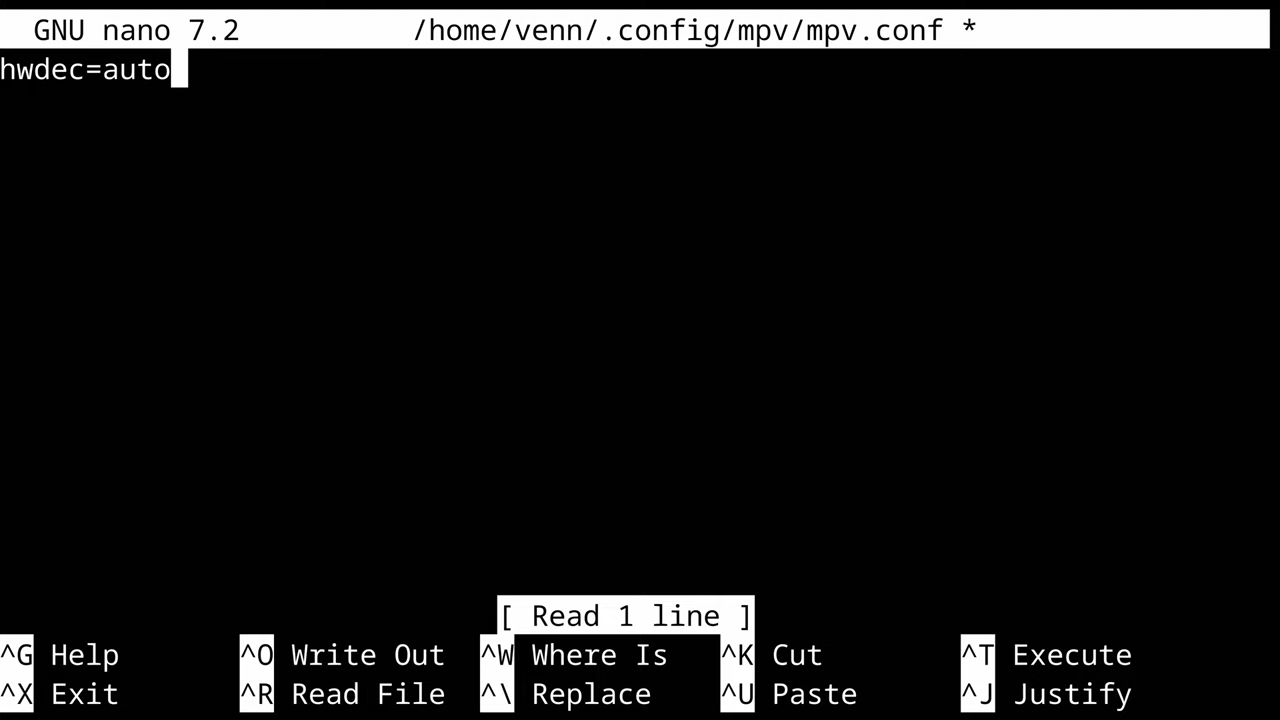 GNU nano 7.2 /home/venn/.config/mpv/mpv.conf *
hwdec=auto
[ Read 1 line ]
^G Help ^O Write Out ^W Where Is ^K Cut ^T Execute
^X Exit ^R Read File ^\ Replace ^U Paste ^J Justify